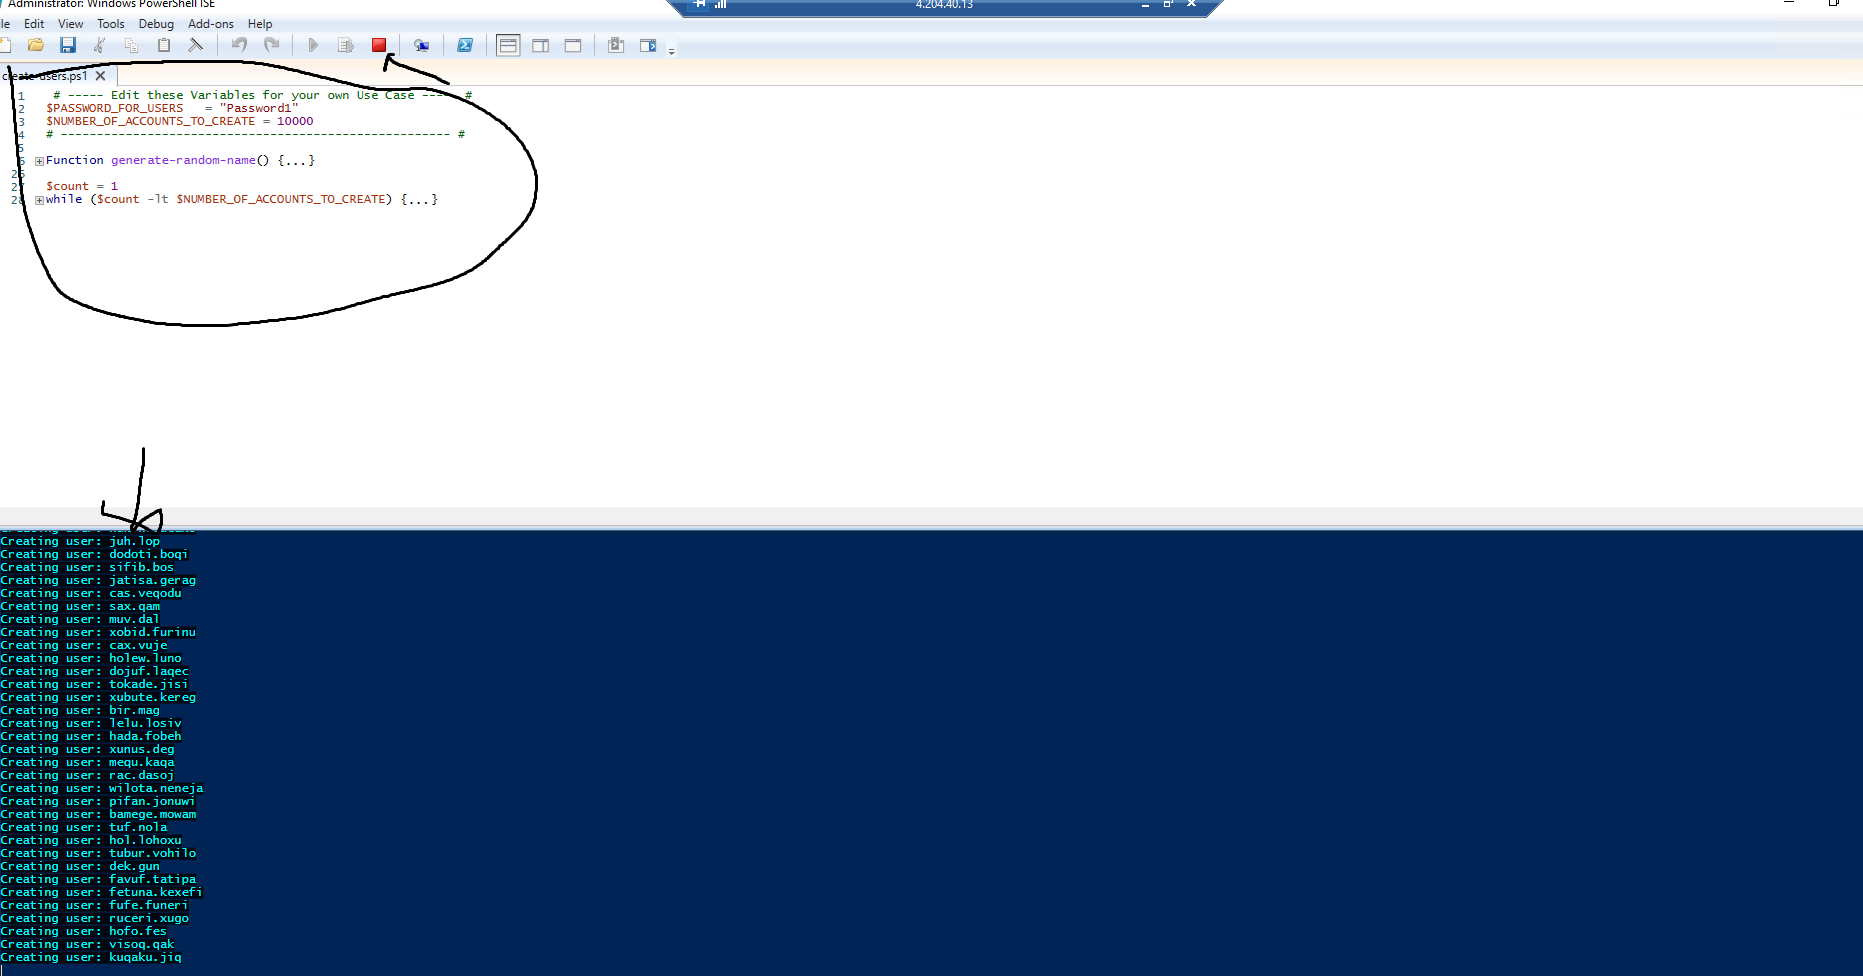 Administrator: Windows PowerShell ISE
4.204.40.13
Edit View Tools Debug Add-ons Help
create-users.ps1
1 # ----- Edit these Variables for your own Use Case ----- #
2 $PASSWORD_FOR_USERS = "Password1"
3 $NUMBER_OF_ACCOUNTS_TO_CREATE = 10000
4 # ------------------------------------------------------ #
5
6 Function generate-random-name() {...}
26
27 $count = 1
28 while ($count -lt $NUMBER_OF_ACCOUNTS_TO_CREATE) {...}
Creating user: juh.lop
Creating user: dodoti.boqi
Creating user: sifib.bos
Creating user: jatisa.gerag
Creating user: cas.veqodu
Creating user: sax.qam
Creating user: muv.dal
Creating user: xobid.furinu
Creating user: cax.vuje
Creating user: holew.luno
Creating user: dojuf.laqec
Creating user: tokade.jisi
Creating user: xubute.kereg
Creating user: bir.mag
Creating user: lelu.losiv
Creating user: hada.fobeh
Creating user: xunus.deg
Creating user: mequ.kaqa
Creating user: rac.dasoj
Creating user: wilota.neneja
Creating user: pifan.jonuwi
Creating user: bamege.mowam
Creating user: tuf.nola
Creating user: hol.lohoxu
Creating user: tubur.vohilo
Creating user: dek.gun
Creating user: favuf.tatipa
Creating user: fetuna.kexefi
Creating user: fufe.funeri
Creating user: ruceri.xugo
Creating user: hofo.fes
Creating user: visoq.qak
Creating user: kuqaku.jiq